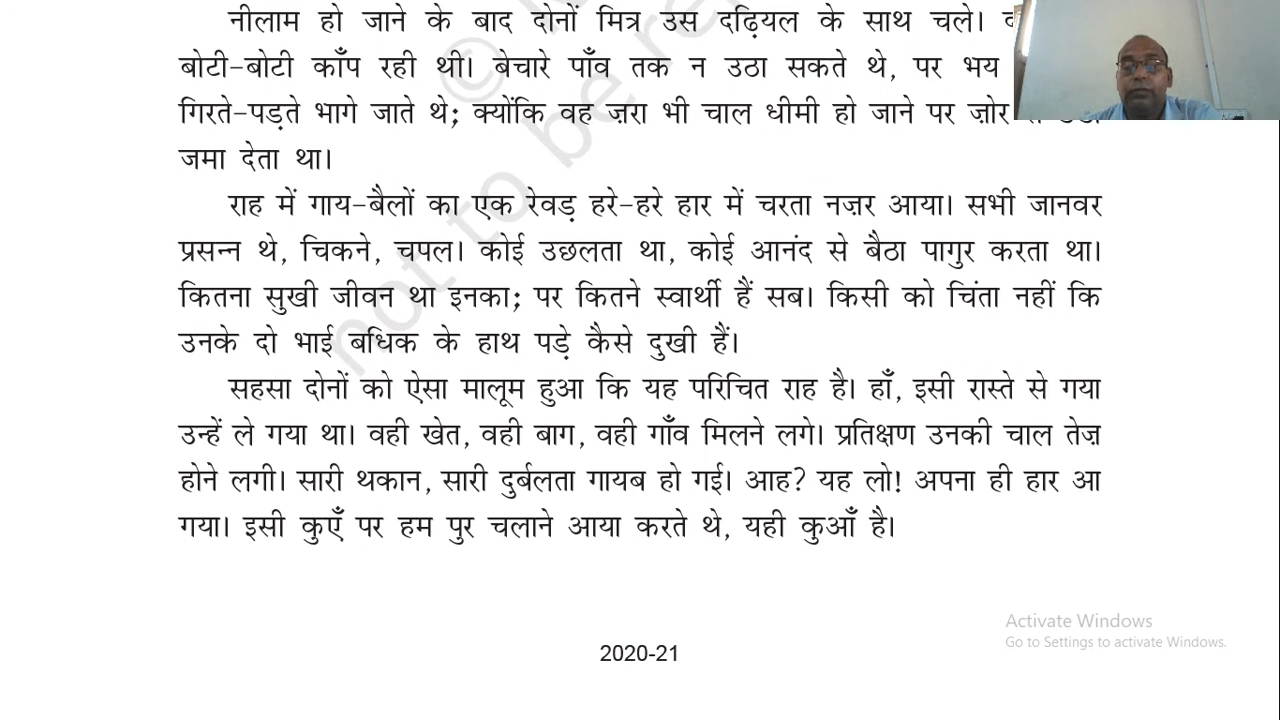 नीलाम हो जाने के बाद दोनों मित्र उस दढ़ियल के साथ चले।
बोटी-बोटी काँप रही थी। बेचारे पाँव तक न उठा सकते थे, पर भय
गिरते-पड़ते भागे जाते थे; क्योंकि वह ज़रा भी चाल धीमी हो जाने पर ज़ोर
जमा देता था।
राह में गाय-बैलों का एक रेवड़ हरे-हरे हार में चरता नज़र आया। सभी जानवर
प्रसन्न थे, चिकने, चपल। कोई उछलता था, कोई आनंद से बैठा पागुर करता था।
कितना सुखी जीवन था इनका; पर कितने स्वार्थी हैं सब। किसी को चिंता नहीं कि
उनके दो भाई बधिक के हाथ पड़े कैसे दुखी हैं।
सहसा दोनों को ऐसा मालूम हुआ कि यह परिचित राह है। हाँ, इसी रास्ते से गया
उन्हें ले गया था। वही खेत, वही बाग, वही गाँव मिलने लगे। प्रतिक्षण उनकी चाल तेज़
होने लगी। सारी थकान, सारी दुर्बलता गायब हो गई। आह? यह लो! अपना ही हार आ
गया। इसी कुएँ पर हम पुर चलाने आया करते थे, यही कुआँ है।
not to be re
Activate Windows
Go to Settings to activate Windows.
2020-21